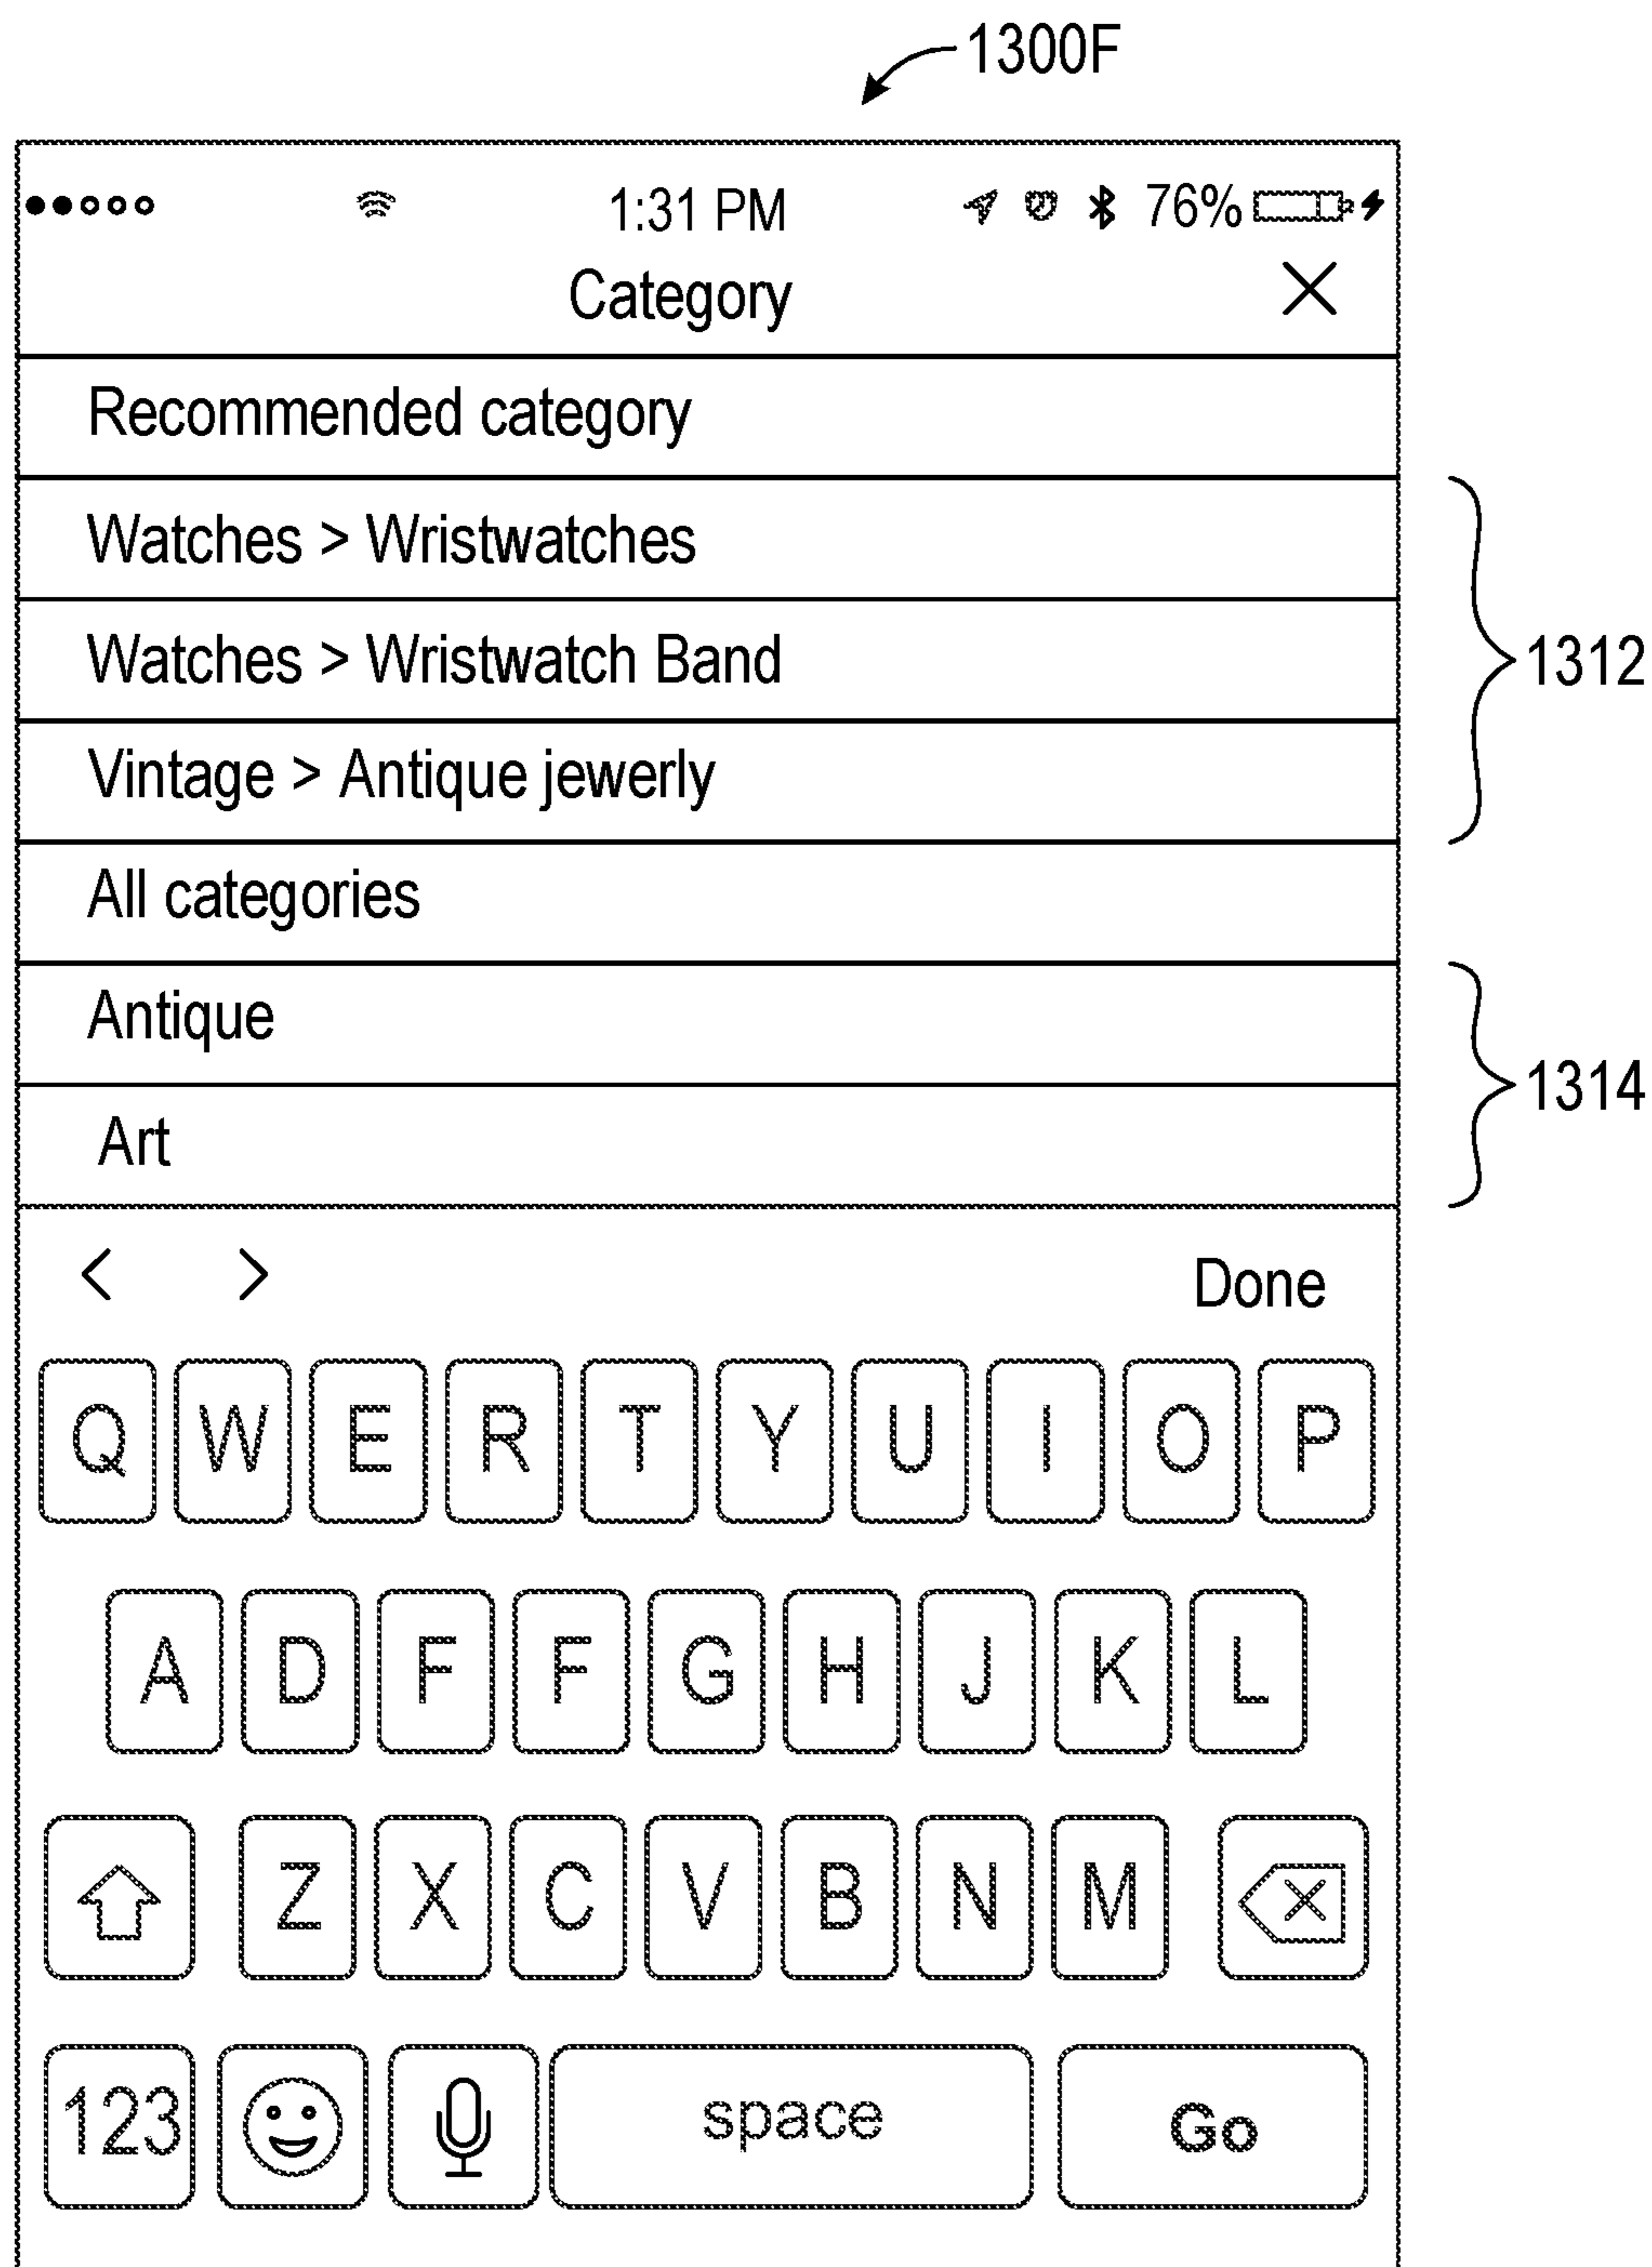 1300F
1:31 PM 76%
Category
Recommended category
Watches > Wristwatches
Watches > Wristwatch Band
1312
Vintage > Antique jewerly
All categories
Antique
1314
Art
< > Done
Q W E R T Y U I O P
A D F F G H J K L
Z X C V B N M
123 space Go